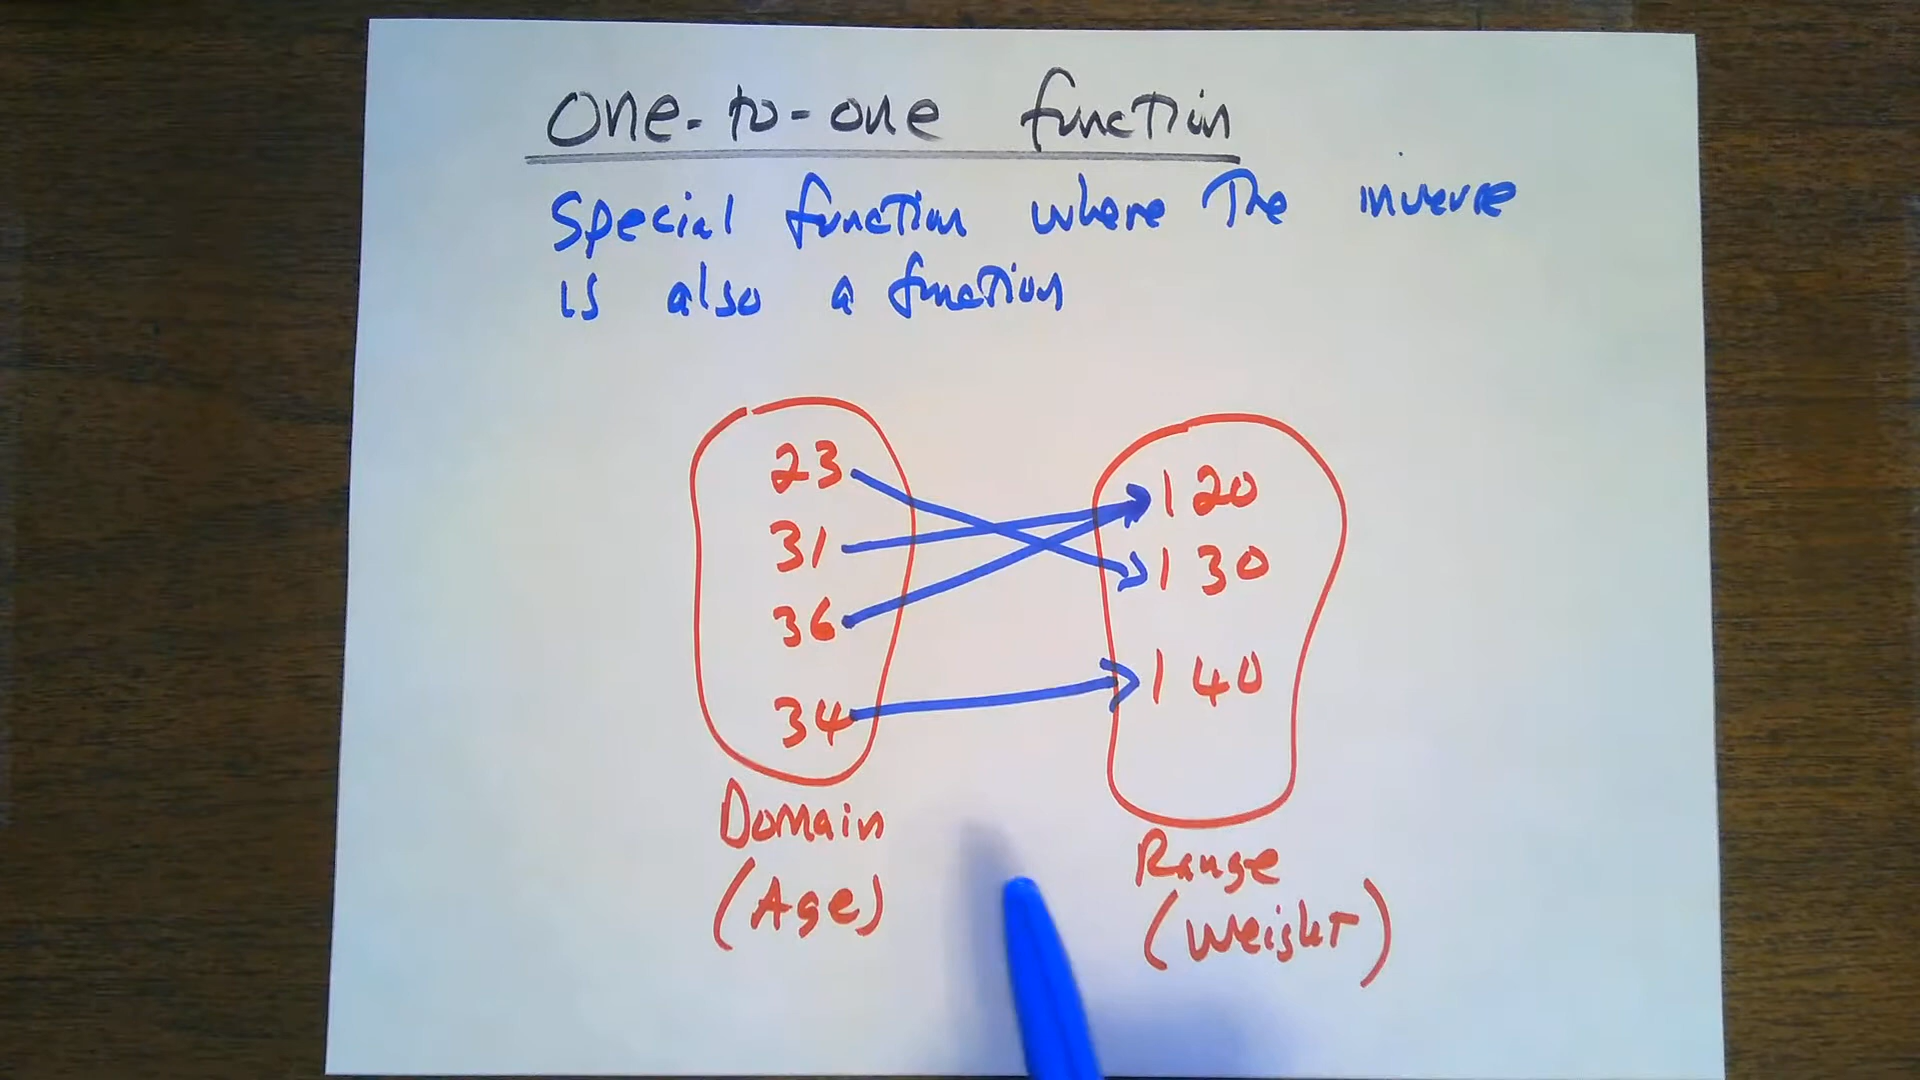 One-to-one function
Special function where The inverse
is also a function
23
31
36
34
Domain
(Age)
120
130
140
Range
(Weight)